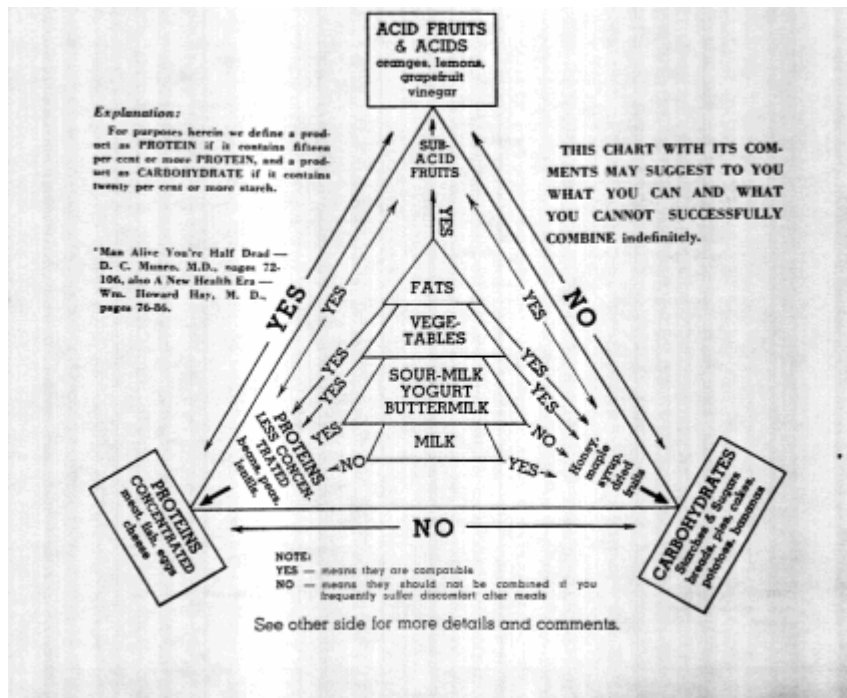 ACID FRUITS
& ACIDS
oranges, lemons,
grapefruit
vinegar
Explanation:
For purposes herein we define a prod-
uct as PROTEIN if it contains fifteen
per cent or more PROTEIN, and a prod-
uct as CARBOHYDRATE if it contains
twenty per cent or more starch.
*Man Alive You're Half Dead —
D. C. Munro, M.D., pages 72-
106, also A New Health Era —
Wm. Howard Hay, M. D.,
pages 76-86.
THIS CHART WITH ITS COM-
MENTS MAY SUGGEST TO YOU
WHAT YOU CAN AND WHAT
YOU CANNOT SUCCESSFULLY
COMBINE indefinitely.
SUB-
ACID
FRUITS
YES
YES
NO
YES
YES
FATS
VEGE-
TABLES
SOUR-MILK
YOGURT
BUTTERMILK
MILK
YES
YES
YES
NO
YES
YES
NO
YES
PROTEINS
LESS CONCEN-
TRATED
beans, peas,
lentils,
Honey,
maple
syrup,
dried
fruits
PROTEINS
CONCENTRATED
meat, fish, eggs
cheese
CARBOHYDRATES
Starches & Sugars
breads, pies, cakes,
potatoes, bananas
NO
NOTE:
YES — means they are compatible
NO — means they should not be combined if you
frequently suffer discomfort after meals
See other side for more details and comments.